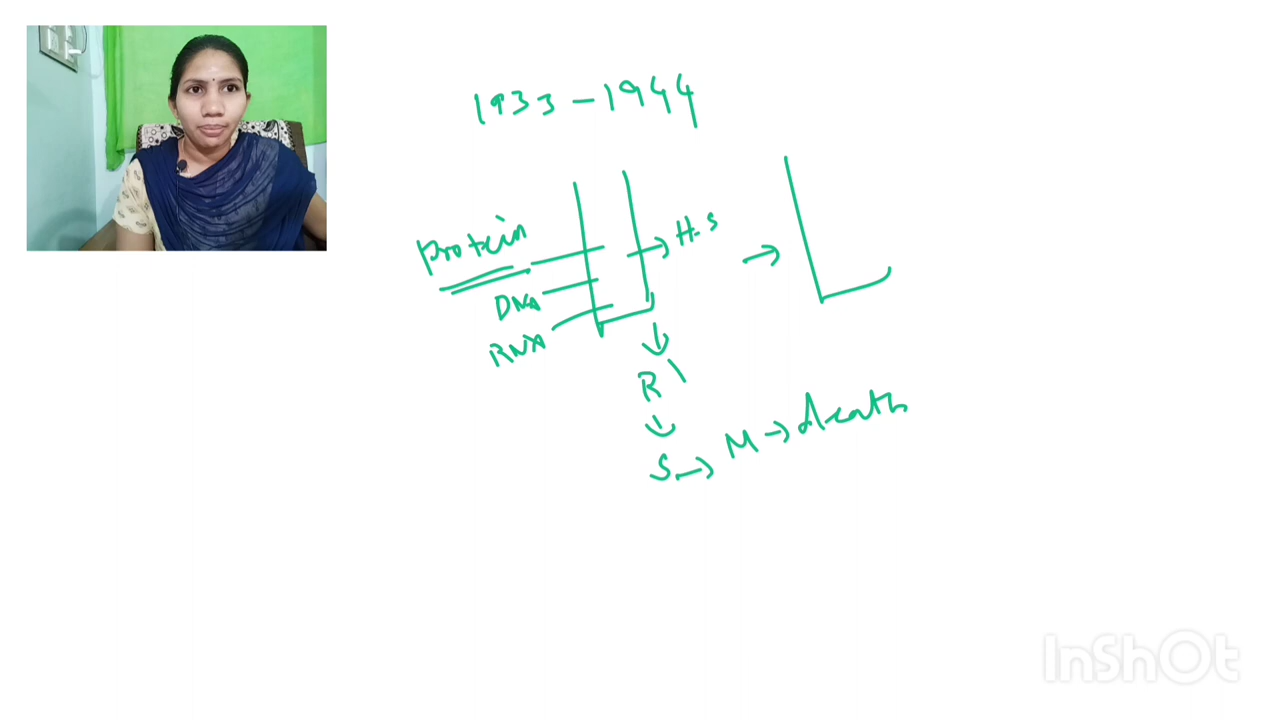 1933 - 1944
Protein
→ H.S
→
DNA
RNA
↓
R
↓
S → M → death
InShOt